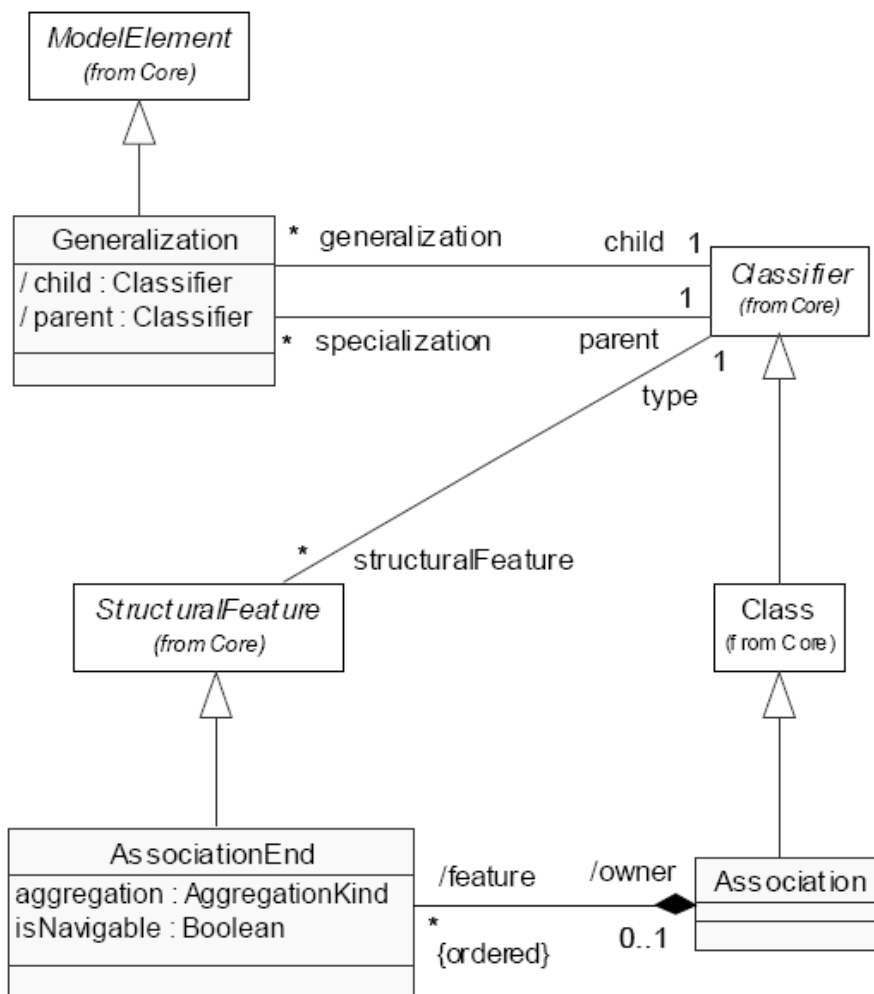 ModelElement
(from Core)
Generalization
/ child : Classifier
/ parent : Classifier
* generalization child 1
1
* specialization parent
Classifier
(from Core)
1
type
* structuralFeature
StructuralFeature
(from Core)
Class
(from Core)
AssociationEnd
aggregation : AggregationKind
isNavigable : Boolean
/feature /owner
*
{ordered} 0..1
Association